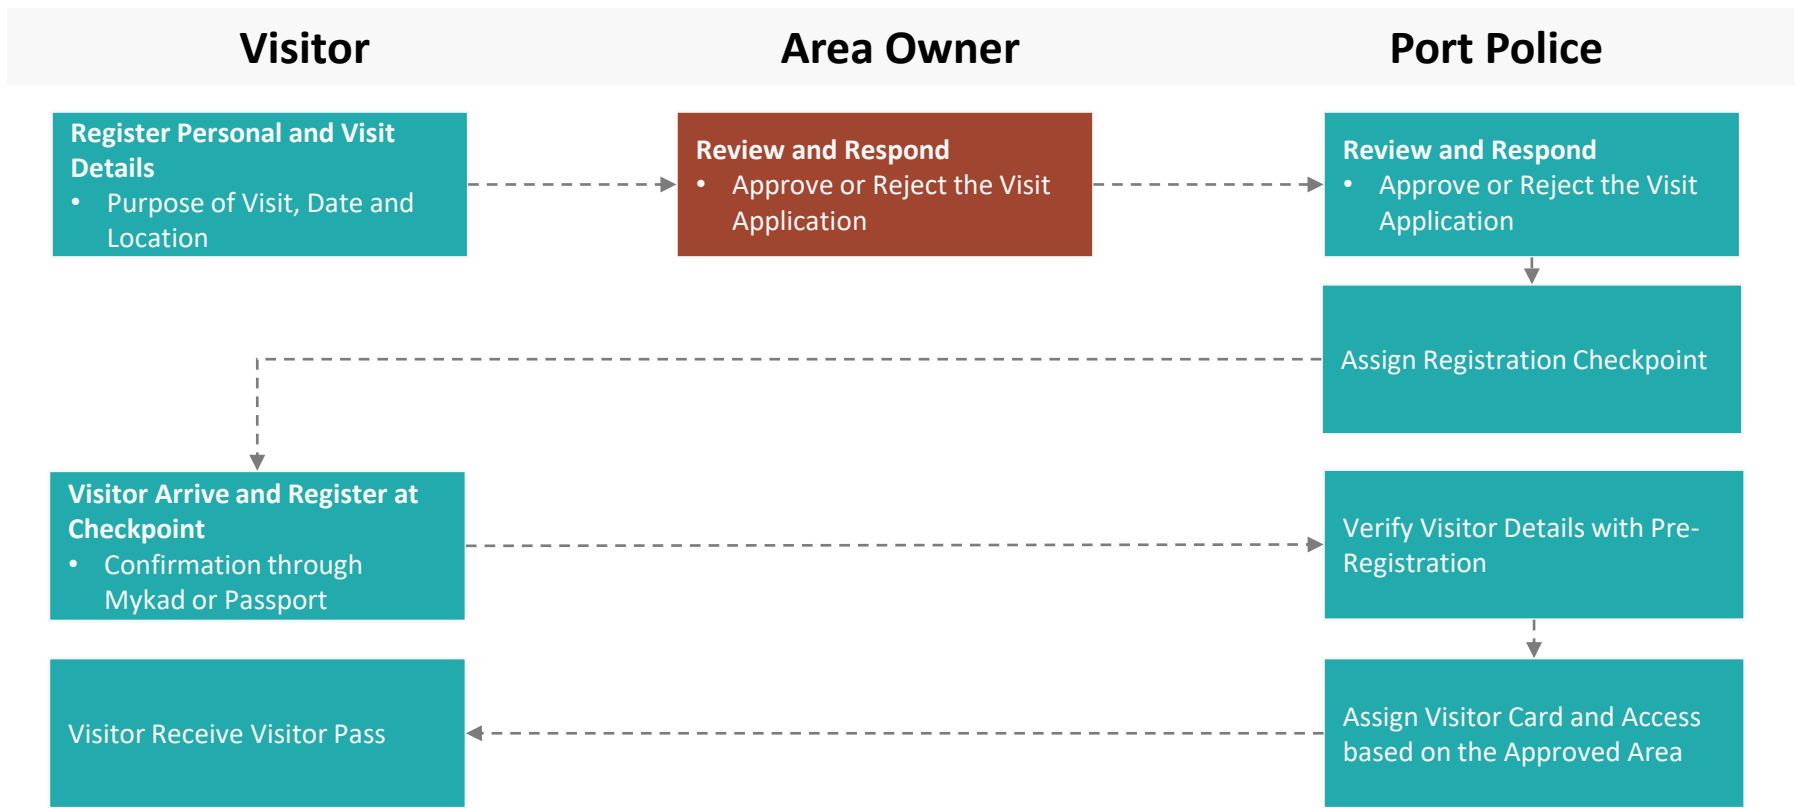 Visitor
Area Owner
Port Police
Register Personal and Visit
Details
• Purpose of Visit, Date and
Location
Review and Respond
• Approve or Reject the Visit
Application
Review and Respond
• Approve or Reject the Visit
Application
Assign Registration Checkpoint
Visitor Arrive and Register at
Checkpoint
• Confirmation through
Mykad or Passport
Verify Visitor Details with Pre-
Registration
Visitor Receive Visitor Pass
Assign Visitor Card and Access
based on the Approved Area